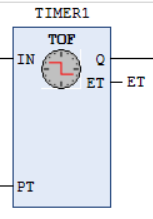 TIMER1
TOF
IN Q
ET ET
PT